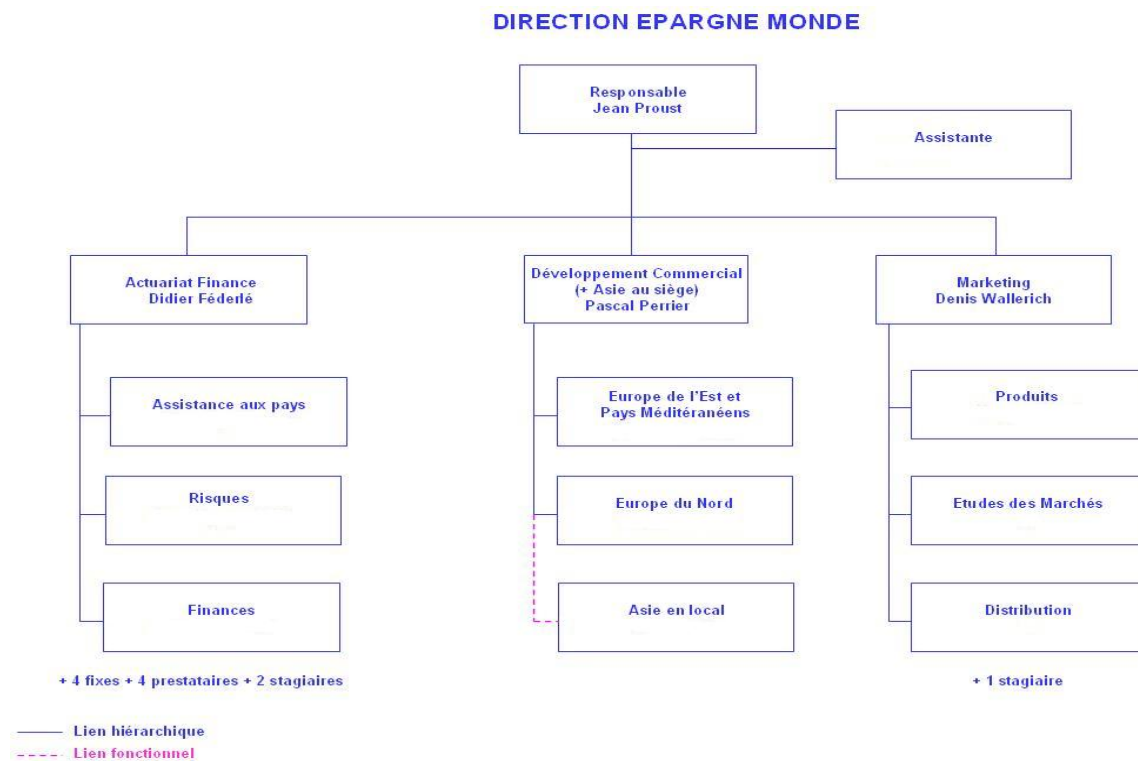 DIRECTION EPARGNE MONDE
Responsable
Jean Proust
Assistante
Actuariat Finance
Didier Féderlé
Développement Commercial
(+ Asie au siège)
Pascal Perrier
Marketing
Denis Wallerich
Assistance aux pays
Europe de l'Est et
Pays Méditéranéens
Produits
Risques
Europe du Nord
Etudes des Marchés
Finances
Asie en local
Distribution
+ 4 fixes + 4 prestataires + 2 stagiaires
+ 1 stagiaire
Lien hiérarchique
Lien fonctionnel